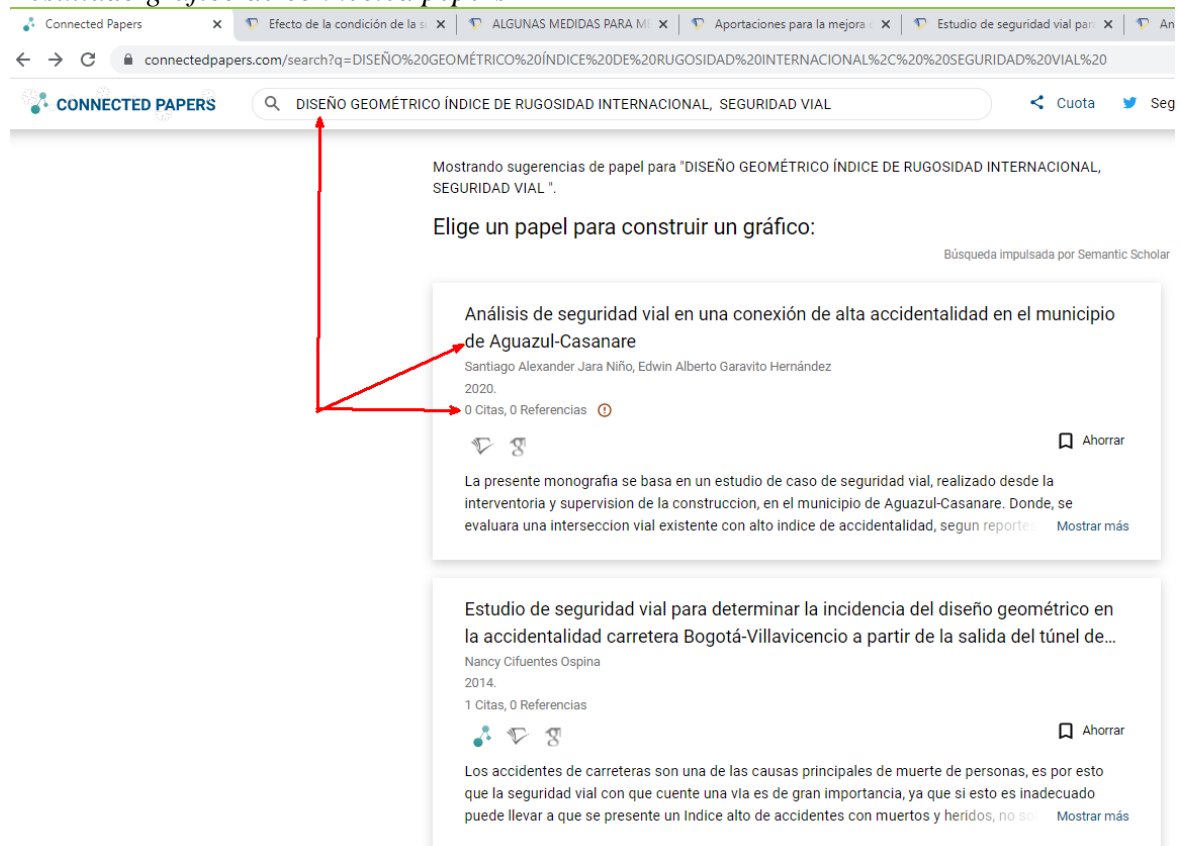 Connected Papers
Efecto de la condición de la s
ALGUNAS MEDIDAS PARA M
Aportaciones para la mejora
Estudio de seguridad vial par
An
connectedpapers.com/search?q=DISEÑO%20GEOMÉTRICO%20ÍNDICE%20DE%20RUGOSIDAD%20INTERNACIONAL%2C%20%20SEGURIDAD%20VIAL%20
CONNECTED PAPERS
DISEÑO GEOMÉTRICO ÍNDICE DE RUGOSIDAD INTERNACIONAL, SEGURIDAD VIAL
Cuota
Seg
Mostrando sugerencias de papel para "DISEÑO GEOMÉTRICO ÍNDICE DE RUGOSIDAD INTERNACIONAL,
SEGURIDAD VIAL ".
Elige un papel para construir un gráfico:
Búsqueda impulsada por Semantic Scholar
Análisis de seguridad vial en una conexión de alta accidentalidad en el municipio
de Aguazul-Casanare
Santiago Alexander Jara Niño, Edwin Alberto Garavito Hernández
2020.
0 Citas, 0 Referencias
Ahorrar
La presente monografia se basa en un estudio de caso de seguridad vial, realizado desde la
interventoria y supervision de la construccion, en el municipio de Aguazul-Casanare. Donde, se
evaluara una interseccion vial existente con alto indice de accidentalidad, segun reportes Mostrar más
Estudio de seguridad vial para determinar la incidencia del diseño geométrico en
la accidentalidad carretera Bogotá-Villavicencio a partir de la salida del túnel de...
Nancy Cifuentes Ospina
2014.
1 Citas, 0 Referencias
Ahorrar
Los accidentes de carreteras son una de las causas principales de muerte de personas, es por esto
que la seguridad vial con que cuente una vIa es de gran importancia, ya que si esto es inadecuado
puede llevar a que se presente un Indice alto de accidentes con muertos y heridos, no so Mostrar más